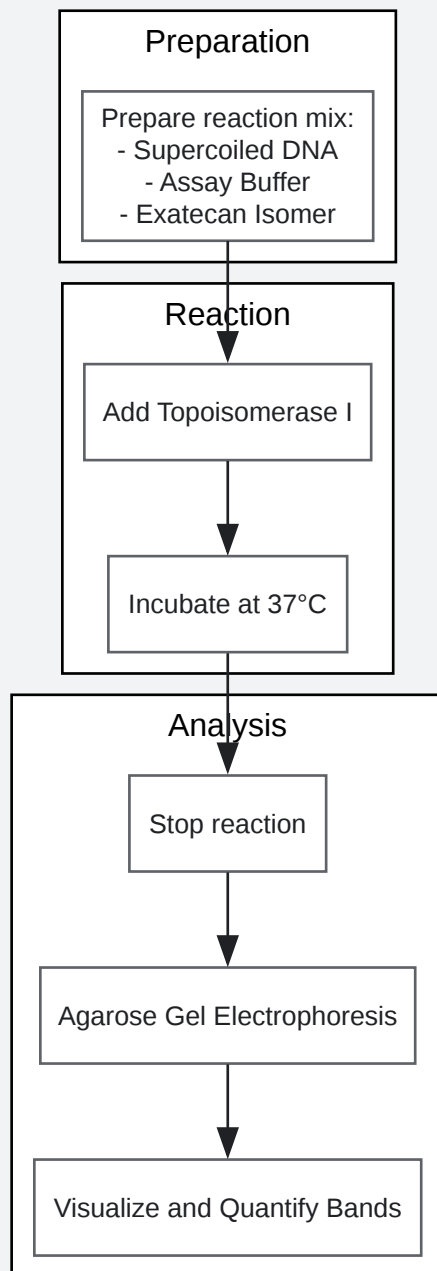 Preparation
Prepare reaction mix:
- Supercoiled DNA
- Assay Buffer
- Exatecan Isomer
Reaction
Add Topoisomerase I
Incubate at 37°C
Analysis
Stop reaction
Agarose Gel Electrophoresis
Visualize and Quantify Bands